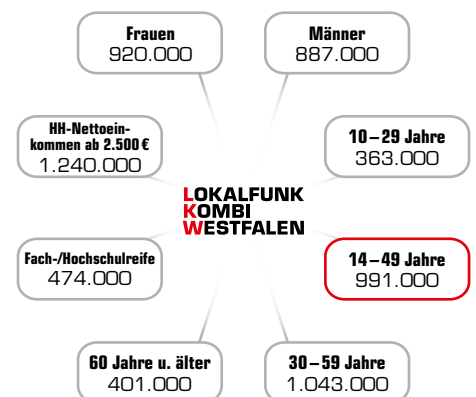 Frauen
920.000
Männer
887.000
HH-Nettoein-
kommen ab 2.500 €
1.240.000
10–29 Jahre
363.000
LOKALFUNK
KOMBI
WESTFALEN
Fach-/Hochschulreife
474.000
14–49 Jahre
991.000
60 Jahre u. älter
401.000
30–59 Jahre
1.043.000